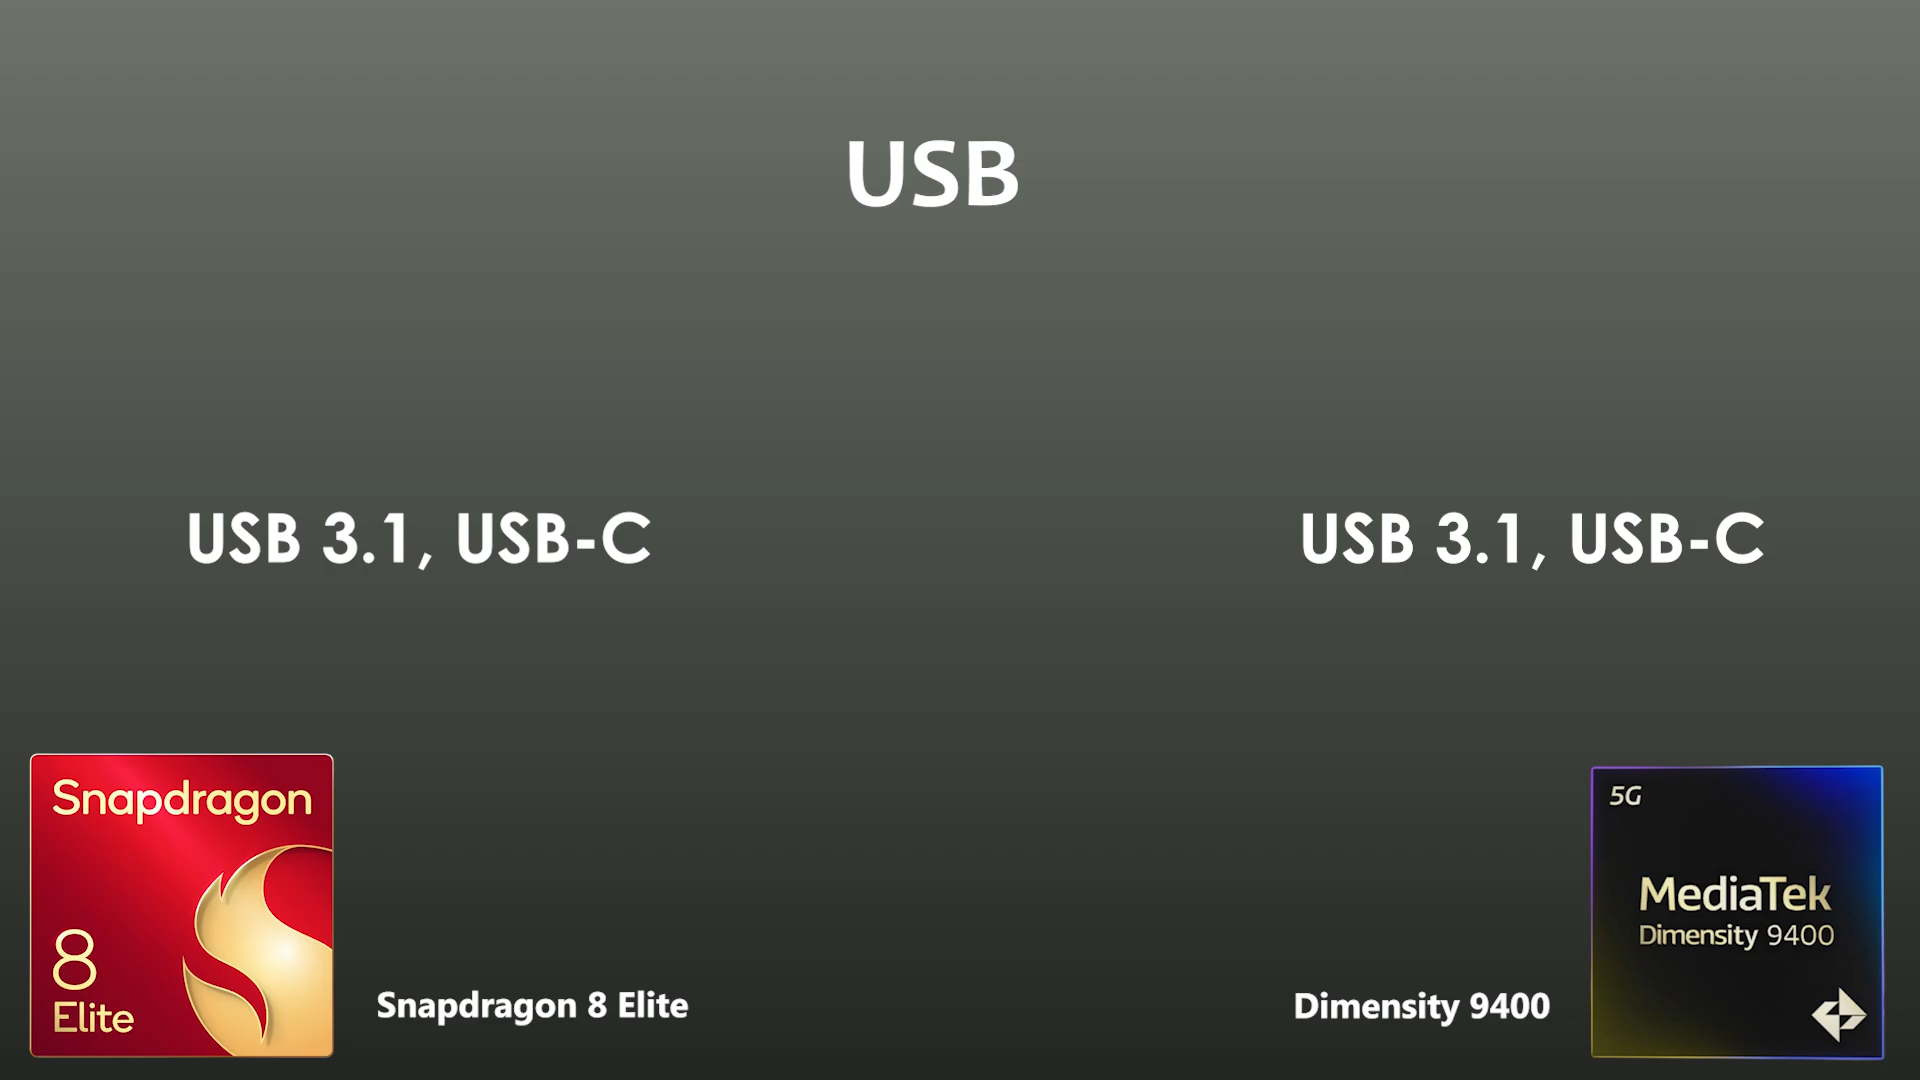 USB
USB 3.1, USB-C
USB 3.1, USB-C
Snapdragon
8
Elite
Snapdragon 8 Elite
Dimensity 9400
5G
MediaTek
Dimensity 9400